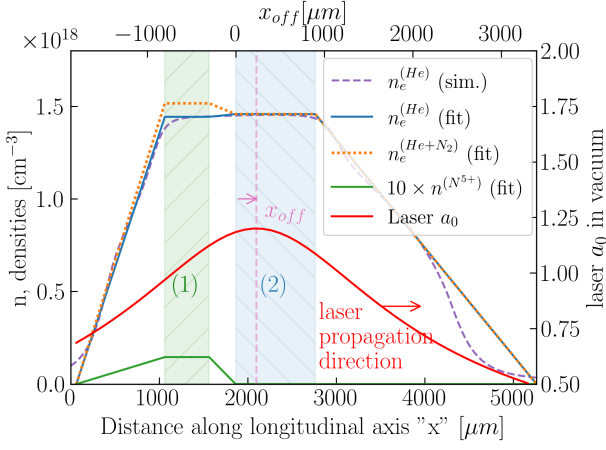 x_off [μm]
×10^18
−1000 0 1000 2000 3000
n, densities [cm^−3]
1.5
1.0
0.5
0.0
n_e^(He) (sim.)
n_e^(He) (fit)
n_e^(He+N_2) (fit)
10 × n^(N^5+) (fit)
Laser a_0
x_off
(1)
(2)
laser
propagation
direction
2.00
1.75
1.50
1.25
1.00
0.75
0.50
laser a_0 in vacuum
0 1000 2000 3000 4000 5000
Distance along longitudinal axis "x" [μm]